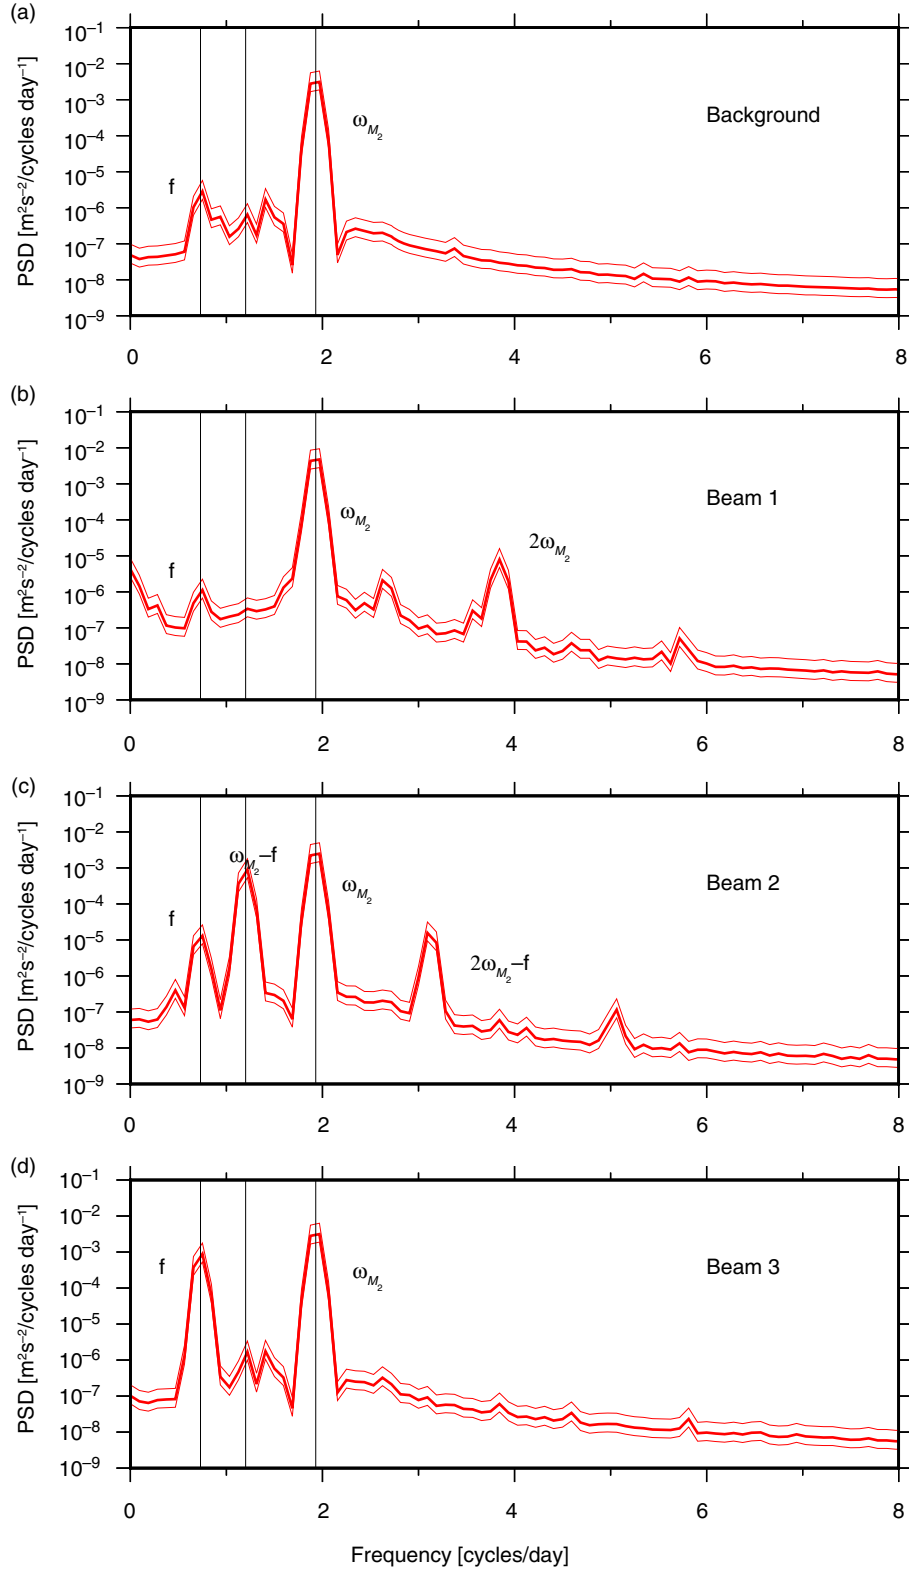 (a)
10⁻¹
10⁻²
10⁻³
10⁻⁴
10⁻⁵
10⁻⁶
10⁻⁷
10⁻⁸
10⁻⁹
PSD [m²s⁻²/cycles day⁻¹]
f
ω_M₂
Background
0 2 4 6 8
(b)
10⁻¹
10⁻²
10⁻³
10⁻⁴
10⁻⁵
10⁻⁶
10⁻⁷
10⁻⁸
10⁻⁹
PSD [m²s⁻²/cycles day⁻¹]
f
ω_M₂
2ω_M₂
Beam 1
0 2 4 6 8
(c)
10⁻¹
10⁻²
10⁻³
10⁻⁴
10⁻⁵
10⁻⁶
10⁻⁷
10⁻⁸
10⁻⁹
PSD [m²s⁻²/cycles day⁻¹]
f
ω_M₂–f
ω_M₂
2ω_M₂–f
Beam 2
0 2 4 6 8
(d)
10⁻¹
10⁻²
10⁻³
10⁻⁴
10⁻⁵
10⁻⁶
10⁻⁷
10⁻⁸
10⁻⁹
PSD [m²s⁻²/cycles day⁻¹]
f
ω_M₂
Beam 3
0 2 4 6 8
Frequency [cycles/day]